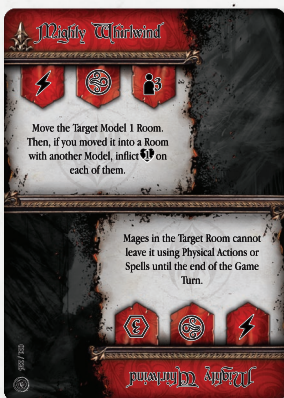 Mighty Whirlwind
3
Move the Target Model 1 Room.
Then, if you moved it into a Room
with another Model, inflict 1 on
each of them.
Mages in the Target Room cannot
leave it using Physical Actions or
Spells until the end of the Game
Turn.
Mighty Whirlwind